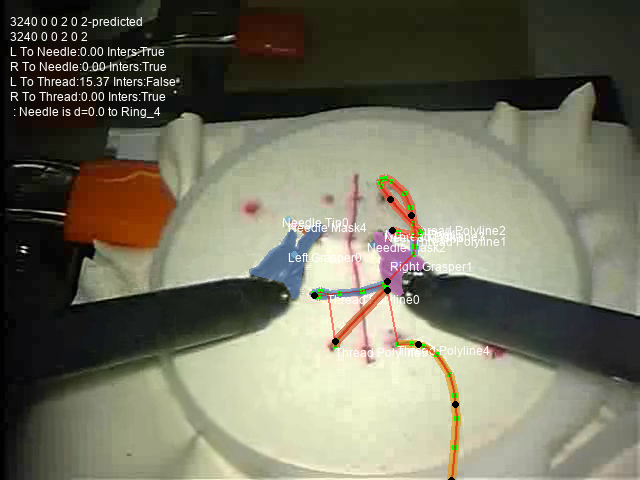 3240 0 0 2 0 2-predicted
3240 0 0 2 0 2
L To Needle:0.00 Inters:True
R To Needle:0.00 Inters:True
L To Thread:15.37 Inters:False
R To Thread:0.00 Inters:True
: Needle is d=0.0 to Ring_4
Needle Tip0
Needle Mask4
Polyline2
Polyline1
Needle Mask2
Left Grasper0
Right Grasper1
Thread Polyline0
Thread Polyline
Polyline4